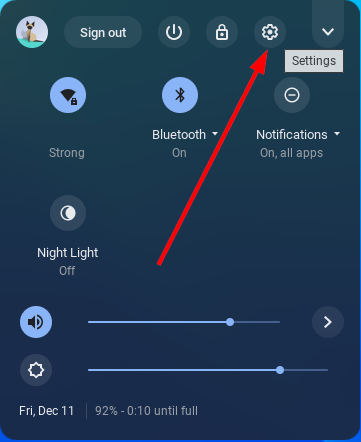 Sign out
Settings
Strong
Bluetooth
On
Notifications
On, all apps
Night Light
Off
Fri, Dec 11
92% - 0:10 until full